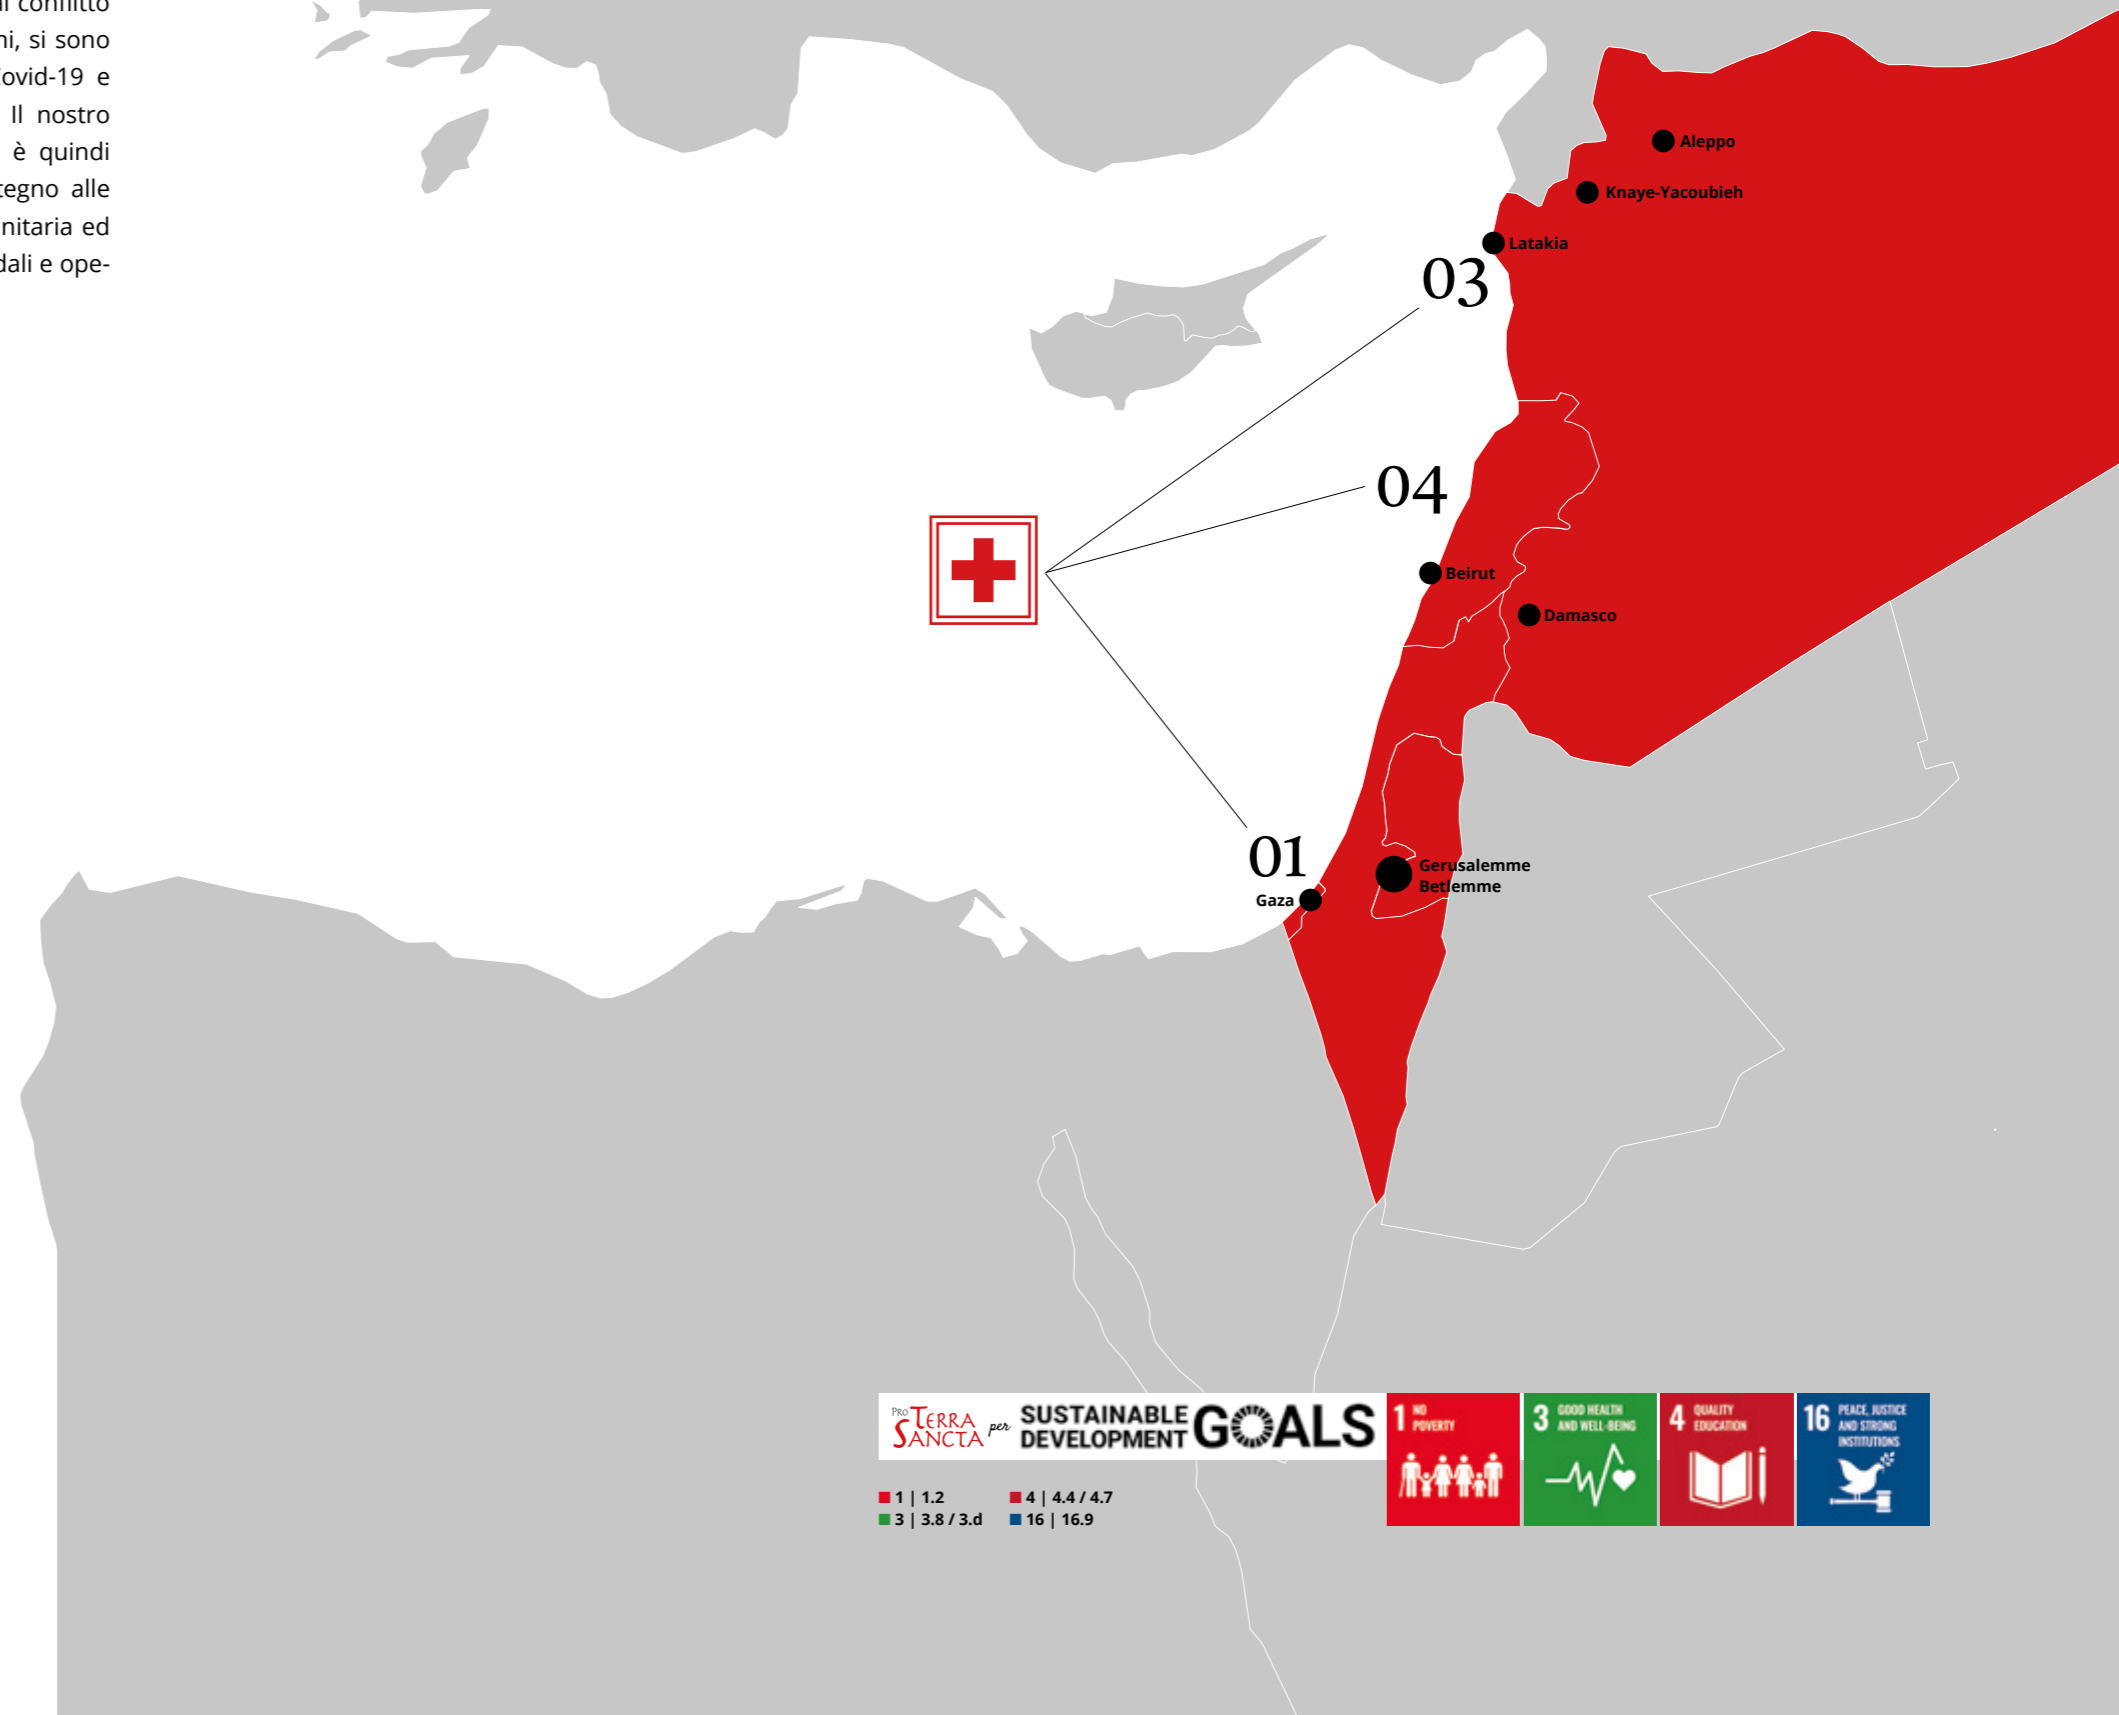 al conflitto
ni, si sono
Covid-19 e
Il nostro
è quindi
tegno alle
nitaria ed
dali e ope-
Aleppo
Knaye-Yacoubieh
Latakia
03
04
Beirut
Damasco
01
Gerusalemme
Betlemme
Gaza
PRO TERRA SANCTA per SUSTAINABLE DEVELOPMENT GOALS
1 NO POVERTY
3 GOOD HEALTH AND WELL-BEING
4 QUALITY EDUCATION
16 PEACE, JUSTICE AND STRONG INSTITUTIONS
1 | 1.2
4 | 4.4 / 4.7
3 | 3.8 / 3.d
16 | 16.9